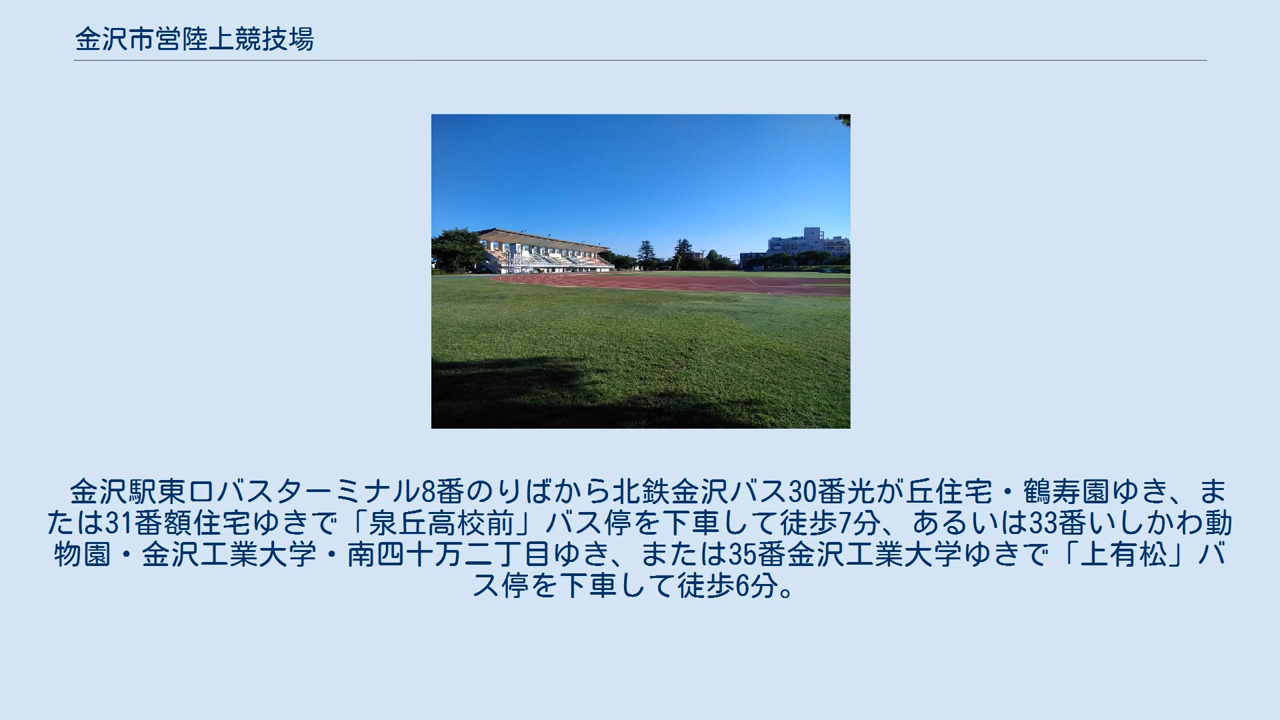 金沢市営陸上競技場
金沢駅東口バスターミナル8番のりばから北鉄金沢バス30番光が丘住宅・鶴寿園ゆき、ま
たは31番額住宅ゆきで「泉丘高校前」バス停を下車して徒歩7分、あるいは33番いしかわ動
物園・金沢工業大学・南四十万二丁目ゆき、または35番金沢工業大学ゆきで「上有松」バ
ス停を下車して徒歩6分。